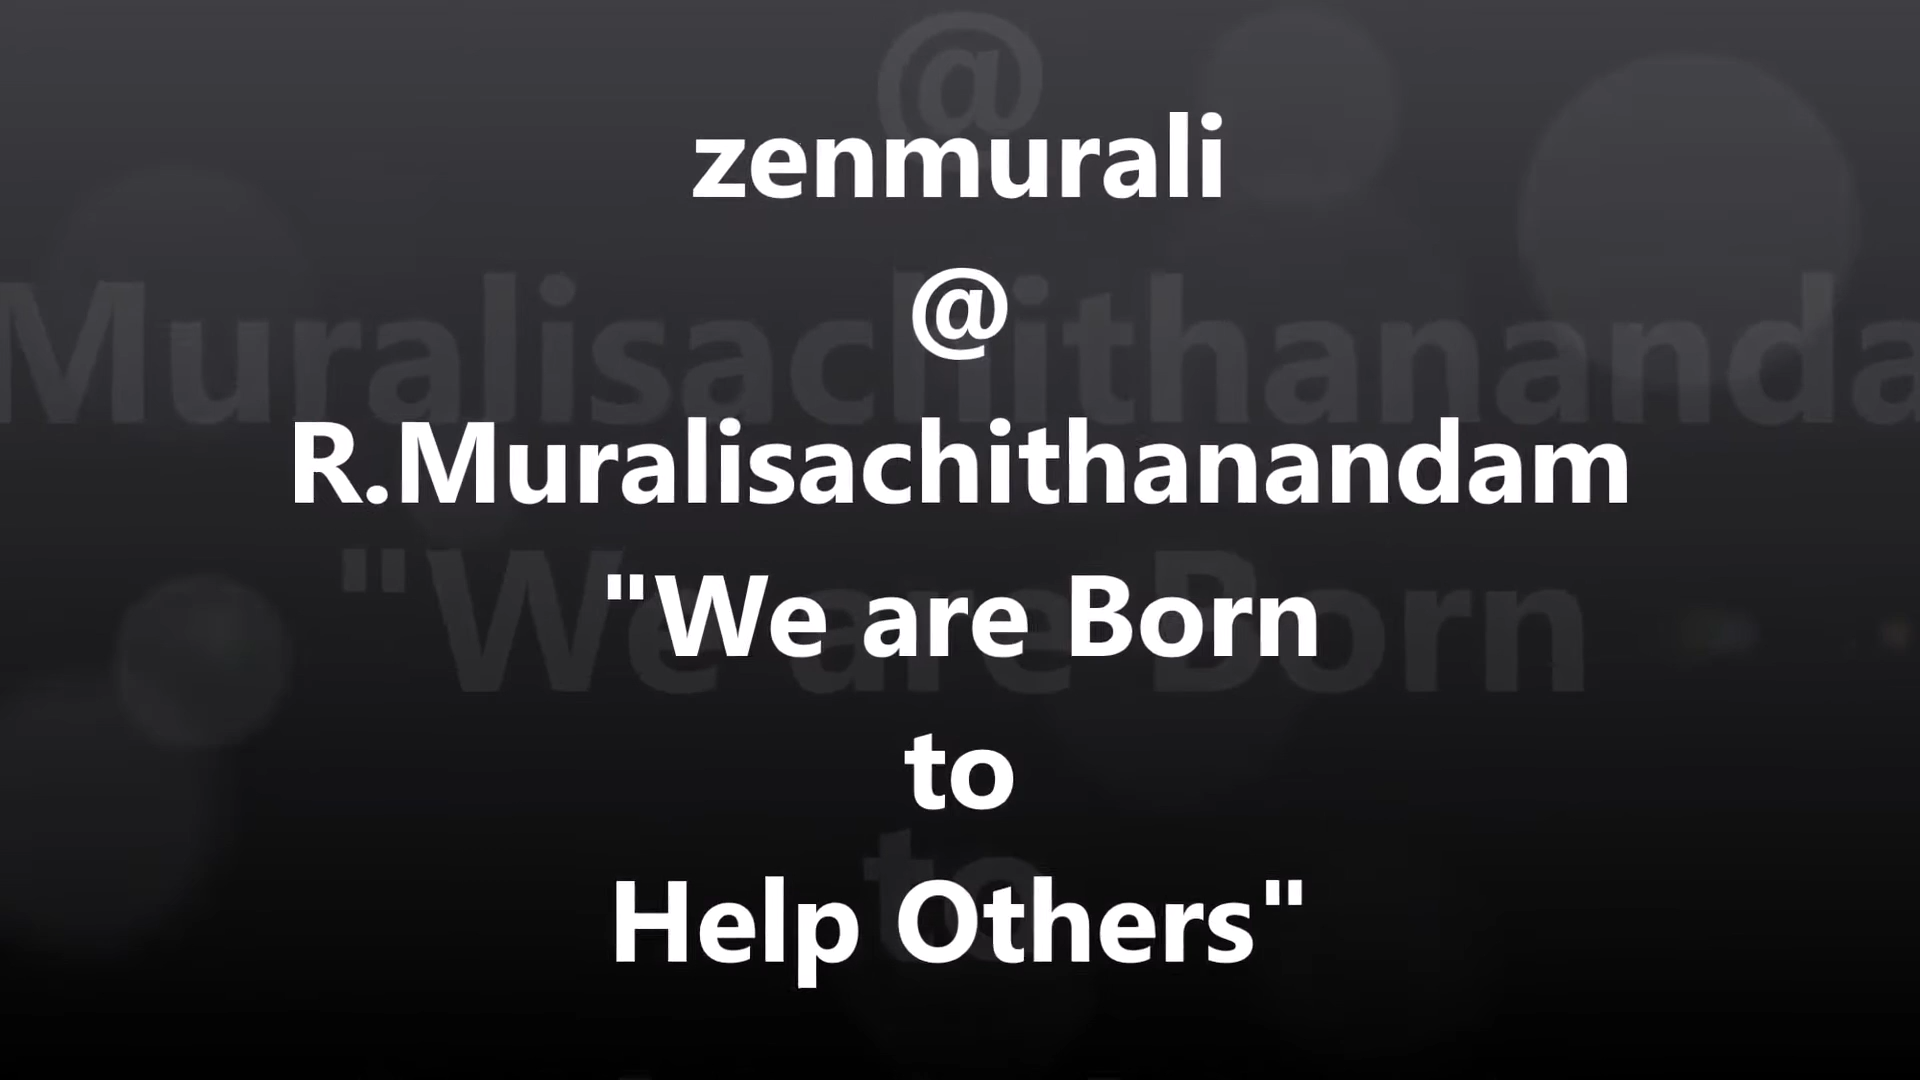 zenmurali
@
R.Muralisachithanandam
"We are Born
to
Help Others"